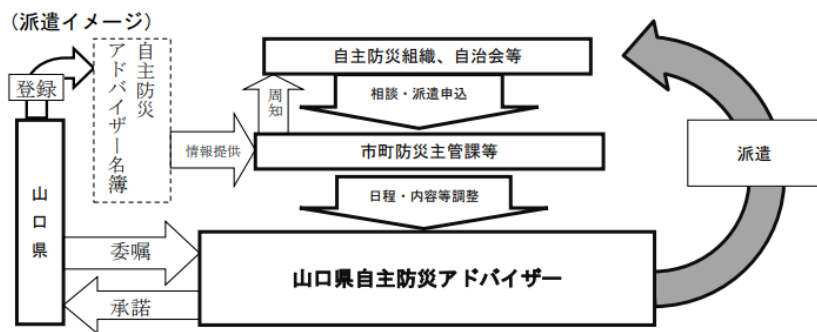 (派遣イメージ)
登録
自主防災
アドバイザー名簿
自主防災組織、自治会等
周知
相談・派遣申込
情報提供
市町防災主管課等
派遣
日程・内容等調整
山口県
委嘱
山口県自主防災アドバイザー
承諾